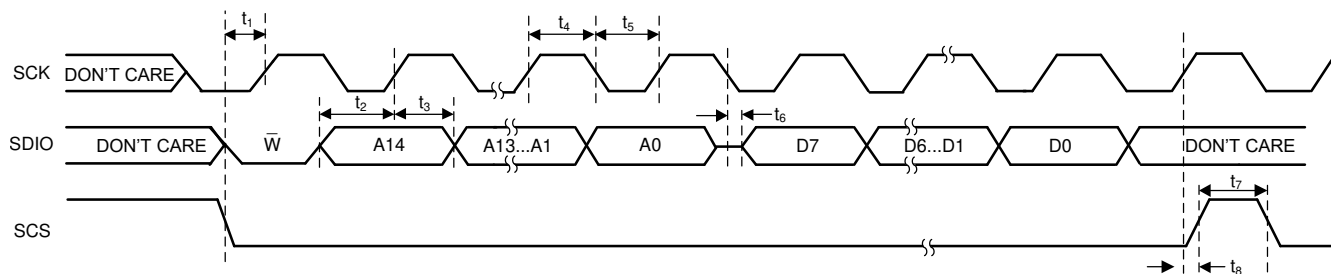 t1 t4 t5
SCK DON'T CARE
t2 t3 t6
SDIO DON'T CARE W̅ A14 A13...A1 A0 D7 D6...D1 D0 DON'T CARE
t7
SCS
t8